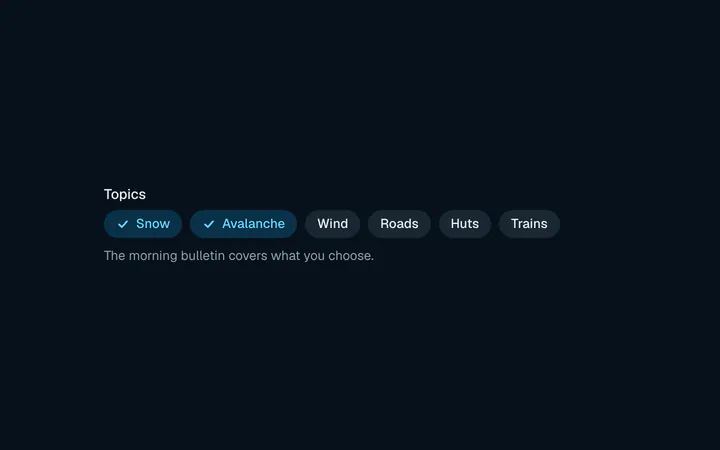 Topics
Snow Avalanche Wind Roads Huts Trains
The morning bulletin covers what you choose.